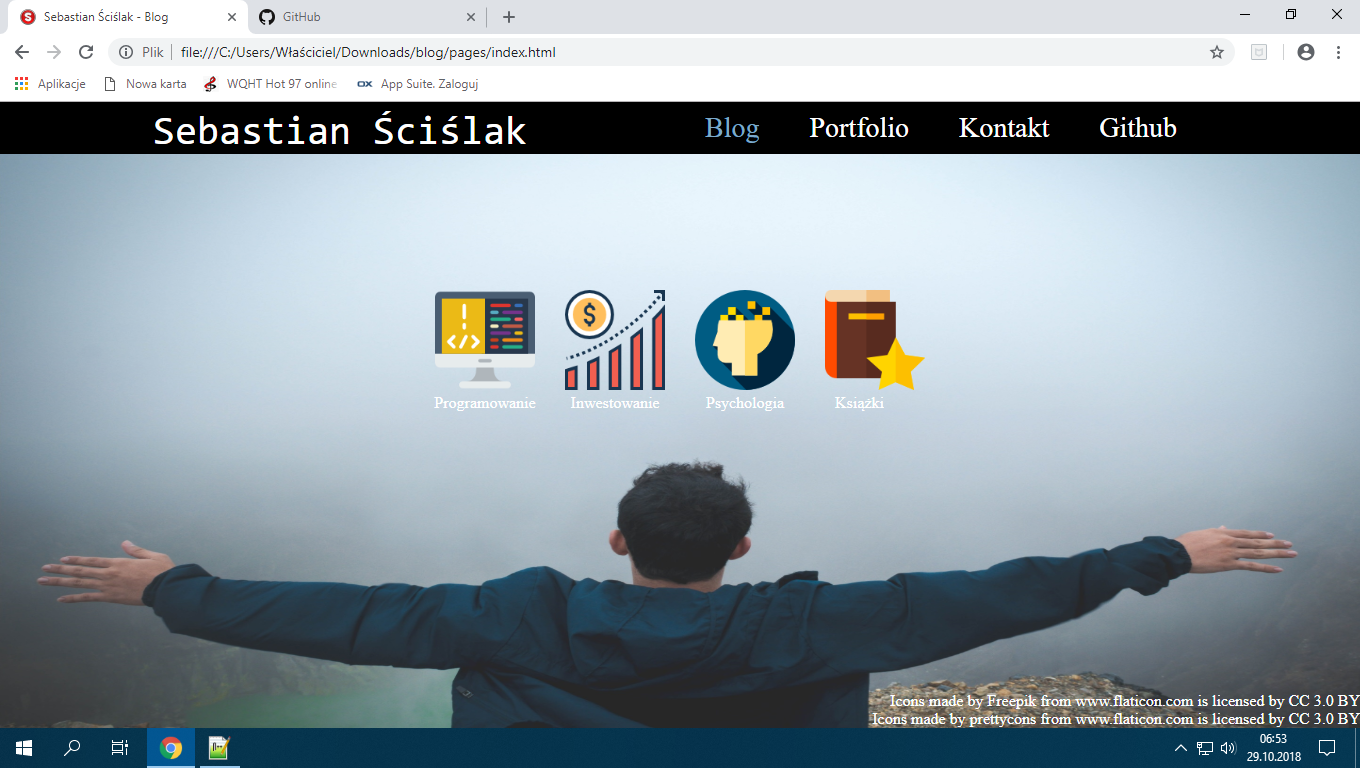 Sebastian Ściślak - Blog
GitHub
Plik
file:///C:/Users/Właściciel/Downloads/blog/pages/index.html
Aplikacje
Nowa karta
WQHT Hot 97 online
OX
App Suite. Zaloguj
Sebastian Ściślak
Blog Portfolio Kontakt Github
Programowanie Inwestowanie Psychologia Książki
Icons made by Freepik from www.flaticon.com is licensed by CC 3.0 BY
Icons made by prettycons from www.flaticon.com is licensed by CC 3.0 BY
06:53
29.10.2018